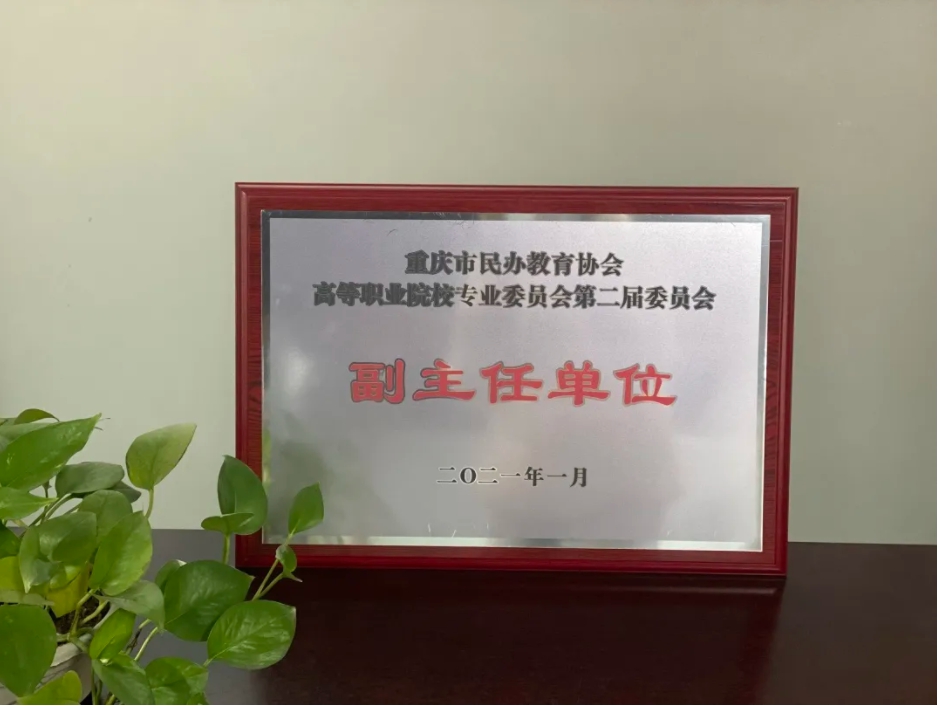 重庆市民办教育协会
高等职业院校专业委员会第二届委员会
副主任单位
二〇二一年一月